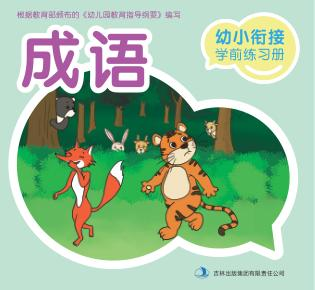 根据教育部颁布的《幼儿园教育指导纲要》编写
成语
幼小衔接
学前练习册
吉林出版集团有限责任公司